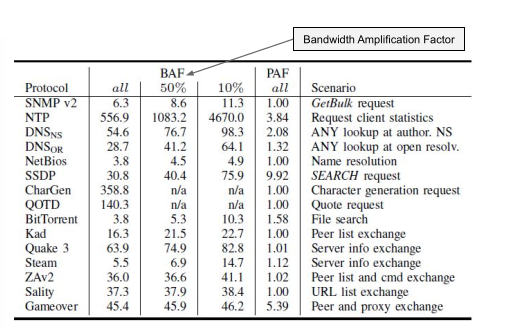 Bandwidth Amplification Factor
BAF PAF
Protocol all 50% 10% all Scenario
SNMP v2 6.3 8.6 11.3 1.00 GetBulk request
NTP 556.9 1083.2 4670.0 3.84 Request client statistics
DNSNS 54.6 76.7 98.3 2.08 ANY lookup at author. NS
DNSOR 28.7 41.2 64.1 1.32 ANY lookup at open resolv.
NetBios 3.8 4.5 4.9 1.00 Name resolution
SSDP 30.8 40.4 75.9 9.92 SEARCH request
CharGen 358.8 n/a n/a 1.00 Character generation request
QOTD 140.3 n/a n/a 1.00 Quote request
BitTorrent 3.8 5.3 10.3 1.58 File search
Kad 16.3 21.5 22.7 1.00 Peer list exchange
Quake 3 63.9 74.9 82.8 1.01 Server info exchange
Steam 5.5 6.9 14.7 1.12 Server info exchange
ZAv2 36.0 36.6 41.1 1.02 Peer list and cmd exchange
Sality 37.3 37.9 38.4 1.00 URL list exchange
Gameover 45.4 45.9 46.2 5.39 Peer and proxy exchange